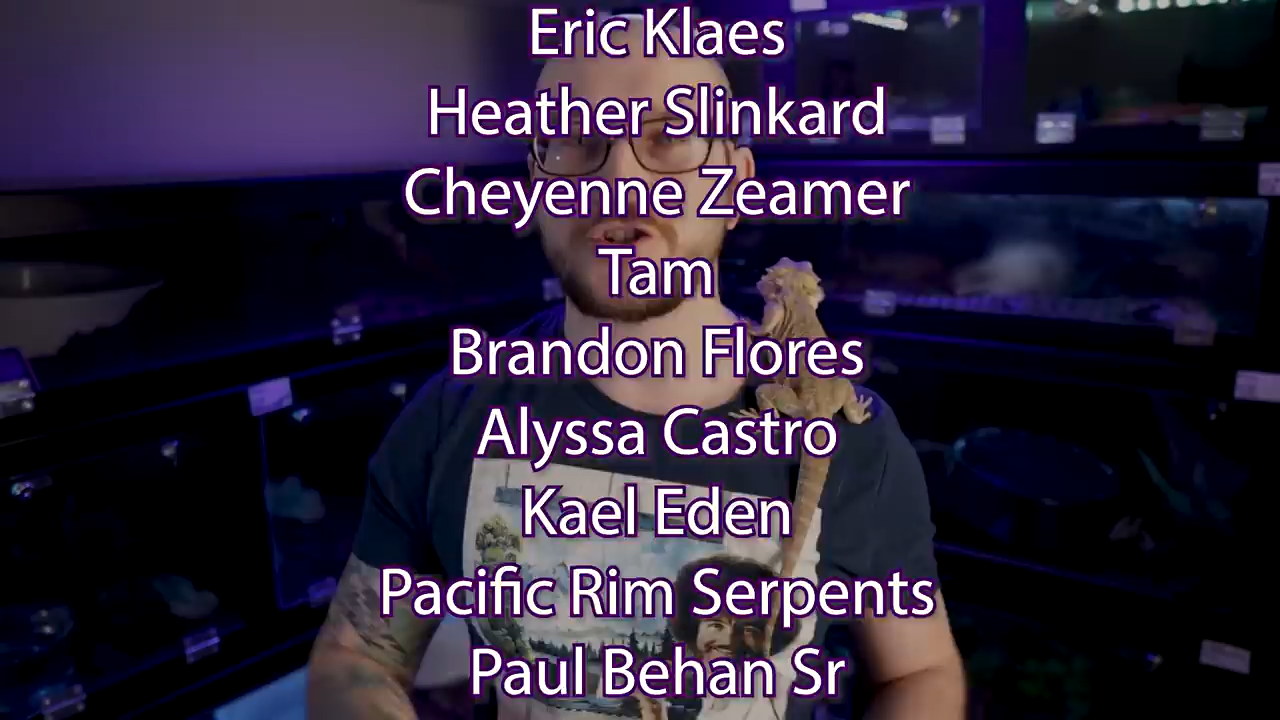 Eric Klaes
Heather Slinkard
Cheyenne Zeamer
Tam
Brandon Flores
Alyssa Castro
Kael Eden
Pacific Rim Serpents
Paul Behan Sr